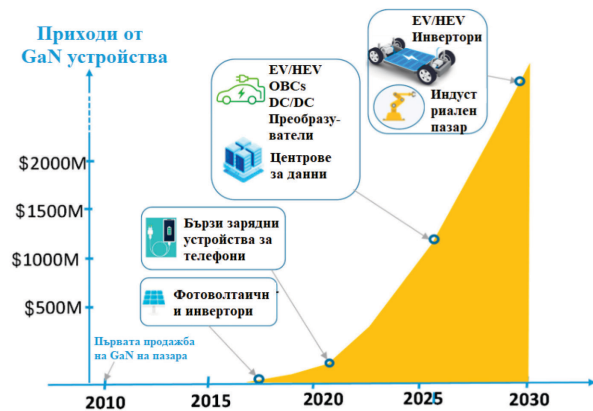 Приходи от
GaN устройства
$2000M
$1500M
$1000M
$500M
EV/HEV
Инвертори
Индуст
риален
пазар
EV/HEV
OBCs
DC/DC
Преобразу-
ватели
Центрове
за данни
Бързи зарядни
устройства за
телефони
Фотоволтаичн
и инвертори
Първата продажба
на GaN на пазара
2010
2015
2020
2025
2030